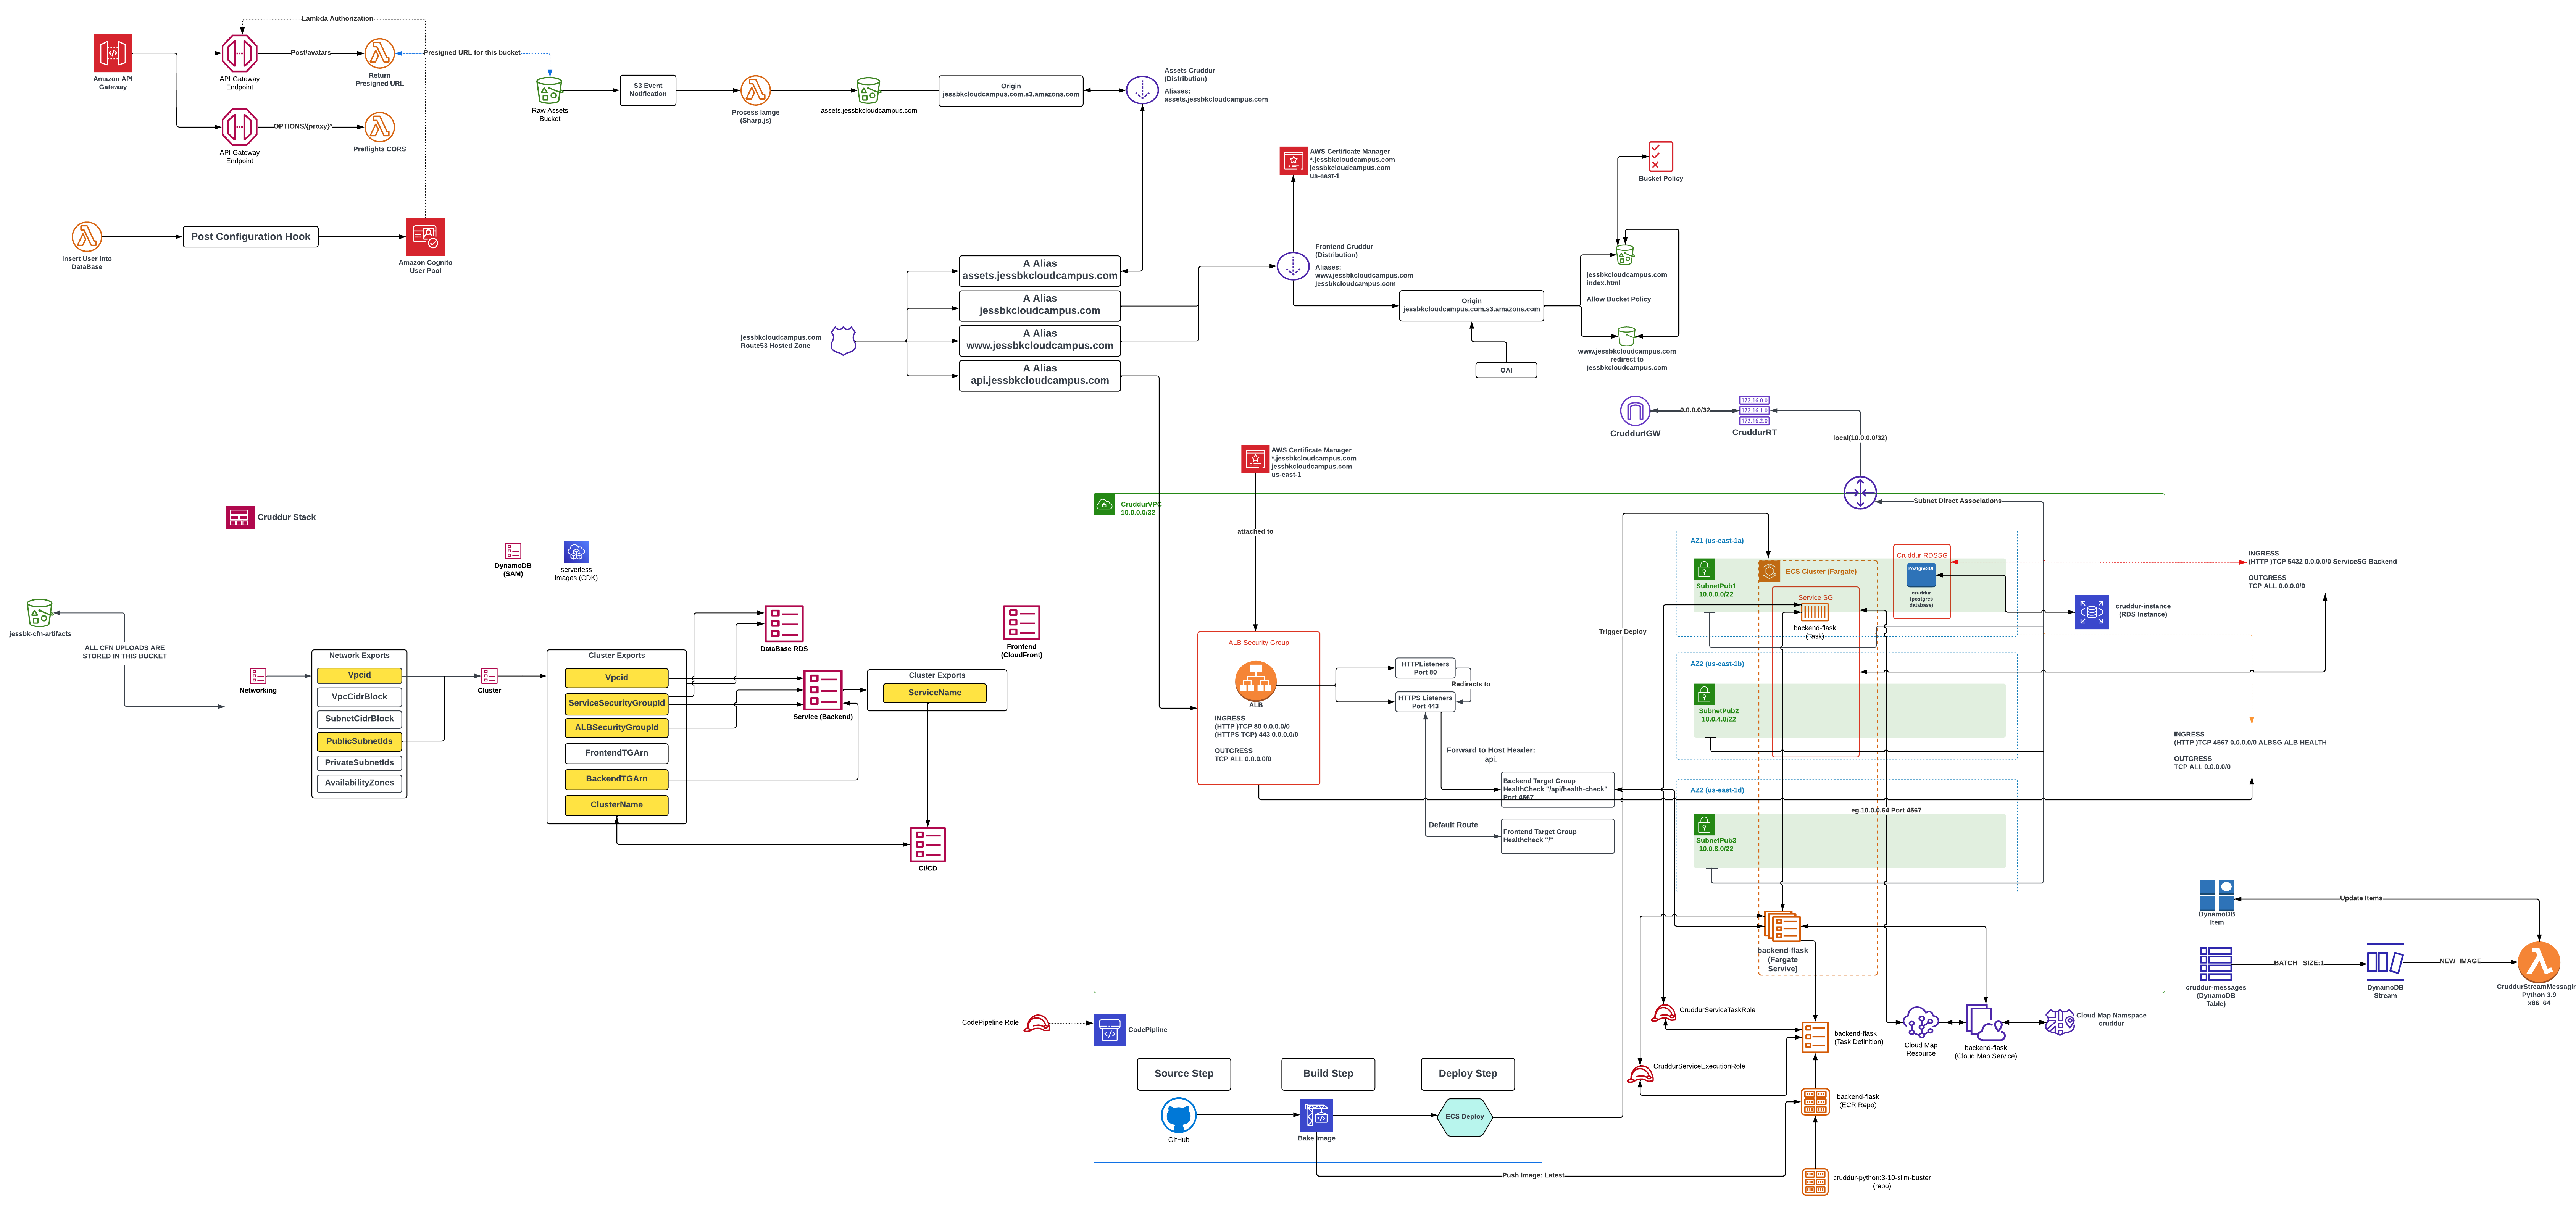 Lambda Authorization
Amazon API
Gateway
API Gateway
Endpoint
Post/avatars
Return
Presigned URL
Presigned URL for this bucket
API Gateway
Endpoint
OPTIONS/{proxy}*
Preflights CORS
Raw Assets
Bucket
S3 Event
Notification
Process Iamge
(Sharp.js)
assets.jessbkcloudcampus.com
Origin
jessbkcloudcampus.com.s3.amazons.com
Assets Cruddur
(Distribution)
Aliases:
assets.jessbkcloudcampus.com
Insert User into
DataBase
Post Configuration Hook
Amazon Cognito
User Pool
AWS Certificate Manager
*.jessbkcloudcampus.com
jessbkcloudcampus.com
us-east-1
Bucket Policy
jessbkcloudcampus.com
Route53 Hosted Zone
A Alias
assets.jessbkcloudcampus.com
A Alias
jessbkcloudcampus.com
A Alias
www.jessbkcloudcampus.com
A Alias
api.jessbkcloudcampus.com
Frontend Cruddur
(Distribution)
Aliases:
www.jessbkcloudcampus.com
jessbkcloudcampus.com
Origin
jessbkcloudcampus.com.s3.amazons.com
OAI
jessbkcloudcampus.com
index.html
Allow Bucket Policy
www.jessbkcloudcampus.com
redirect to
jessbkcloudcampus.com
CruddurIGW
0.0.0.0/32
172.16.0.0
172.16.1.0
172.16.2.0
CruddurRT
local(10.0.0.0/32)
AWS Certificate Manager
*.jessbkcloudcampus.com
jessbkcloudcampus.com
us-east-1
attached to
jessbk-cfn-artifacts
ALL CFN UPLOADS ARE
STORED IN THIS BUCKET
Cruddur Stack
DynamoDB
(SAM)
serverless
images (CDK)
Networking
Network Exports
Vpcid
VpcCidrBlock
SubnetCidrBlock
PublicSubnetIds
PrivateSubnetIds
AvailabilityZones
Cluster
Cluster Exports
Vpcid
ServiceSecurityGroupId
ALBSecurityGroupId
FrontendTGArn
BackendTGArn
ClusterName
DataBase RDS
Service (Backend)
Cluster Exports
ServiceName
Frontend
(CloudFront)
CI/CD
CruddurVPC
10.0.0.0/32
ALB Security Group
ALB
INGRESS
(HTTP )TCP 80 0.0.0.0/0
(HTTPS TCP) 443 0.0.0.0/0
OUTGRESS
TCP ALL 0.0.0.0/0
HTTPListeners
Port 80
Redirects to
HTTPS Listeners
Port 443
Forward to Host Header:
api.
Backend Target Group
HealthCheck "/api/health-check"
Port 4567
Default Route
Frontend Target Group
Healthcheck "/"
Trigger Deploy
Subnet Direct Associations
AZ1 (us-east-1a)
SubnetPub1
10.0.0.0/22
ECS Cluster (Fargate)
Service SG
backend-flask
(Task)
Cruddur RDSSG
PostgreSQL
cruddur
(postgres
database)
AZ2 (us-east-1b)
SubnetPub2
10.0.4.0/22
AZ2 (us-east-1d)
eg.10.0.0.64 Port 4567
SubnetPub3
10.0.8.0/22
backend-flask
(Fargate
Servive)
INGRESS
(HTTP )TCP 5432 0.0.0.0/0 ServiceSG Backend
OUTGRESS
TCP ALL 0.0.0.0/0
cruddur-instance
(RDS Instance)
INGRESS
(HTTP )TCP 4567 0.0.0.0/0 ALBSG ALB HEALTH
OUTGRESS
TCP ALL 0.0.0.0/0
DynamoDB
Item
Update Items
cruddur-messages
(DynamoDB
Table)
BATCH _SIZE:1
DynamoDB
Stream
NEW_IMAGE
CruddurStreamMessagin
Python 3.9
x86_64
CodePipeline Role
CodePipline
Source Step
Build Step
Deploy Step
GitHub
Bake Image
ECS Deploy
Push Image: Latest
CruddurServiceTaskRole
CruddurServiceExecutionRole
backend-flask
(Task Definition)
Cloud Map
Resource
backend-flask
(Cloud Map Service)
Cloud Map Namspace
cruddur
backend-flask
(ECR Repo)
cruddur-python:3-10-slim-buster
(repo)